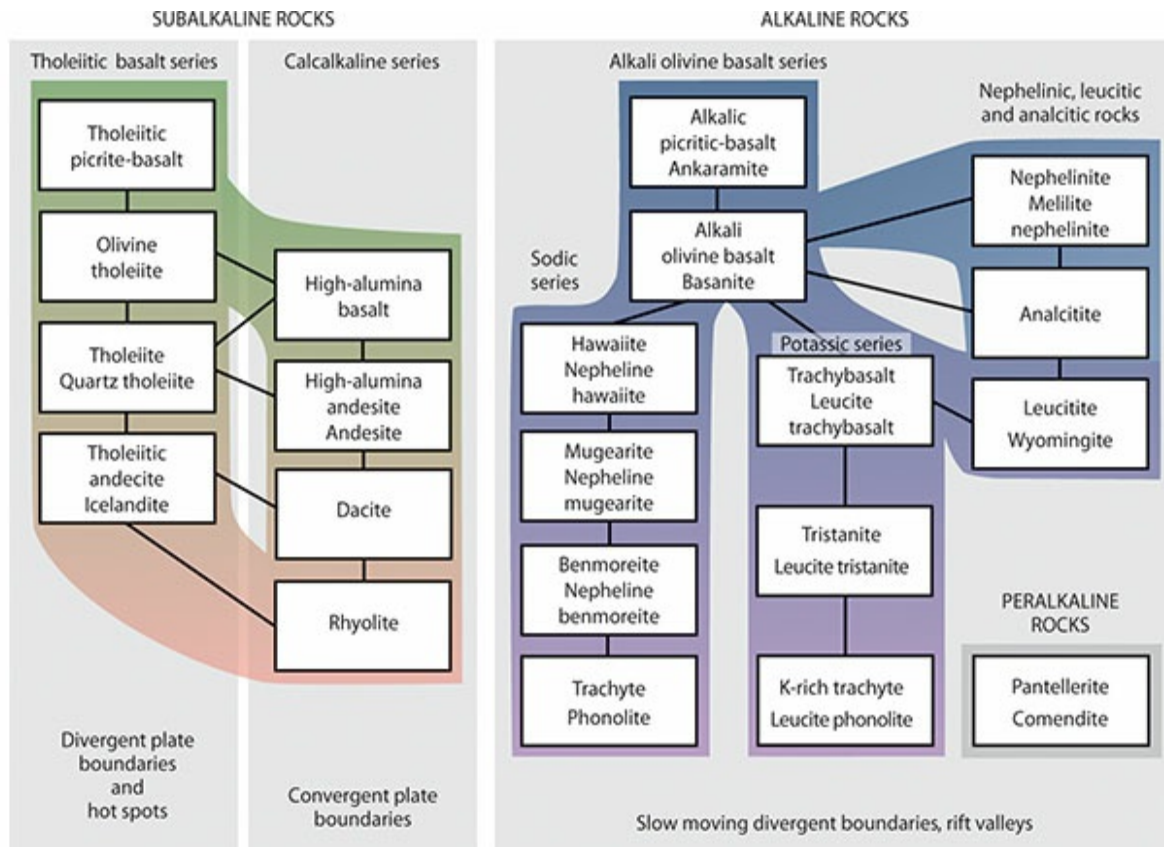 SUBALKALINE ROCKS
Tholeiitic basalt series
Calcalkaline series
Tholeiitic
picrite-basalt
Olivine
tholeiite
Tholeiite
Quartz tholeiite
Tholeiitic
andecite
Icelandite
High-alumina
basalt
High-alumina
andesite
Andesite
Dacite
Rhyolite
Divergent plate
boundaries
and
hot spots
Convergent plate
boundaries
ALKALINE ROCKS
Alkali olivine basalt series
Alkalic
picritic-basalt
Ankaramite
Alkali
olivine basalt
Basanite
Sodic
series
Hawaiite
Nepheline
hawaiite
Mugearite
Nepheline
mugearite
Benmoreite
Nepheline
benmoreite
Trachyte
Phonolite
Potassic series
Trachybasalt
Leucite
trachybasalt
Tristanite
Leucite tristanite
K-rich trachyte
Leucite phonolite
Nephelinic, leucitic
and analcitic rocks
Nephelinite
Melilite
nephelinite
Analcitite
Leucitite
Wyomingite
PERALKALINE
ROCKS
Pantellerite
Comendite
Slow moving divergent boundaries, rift valleys